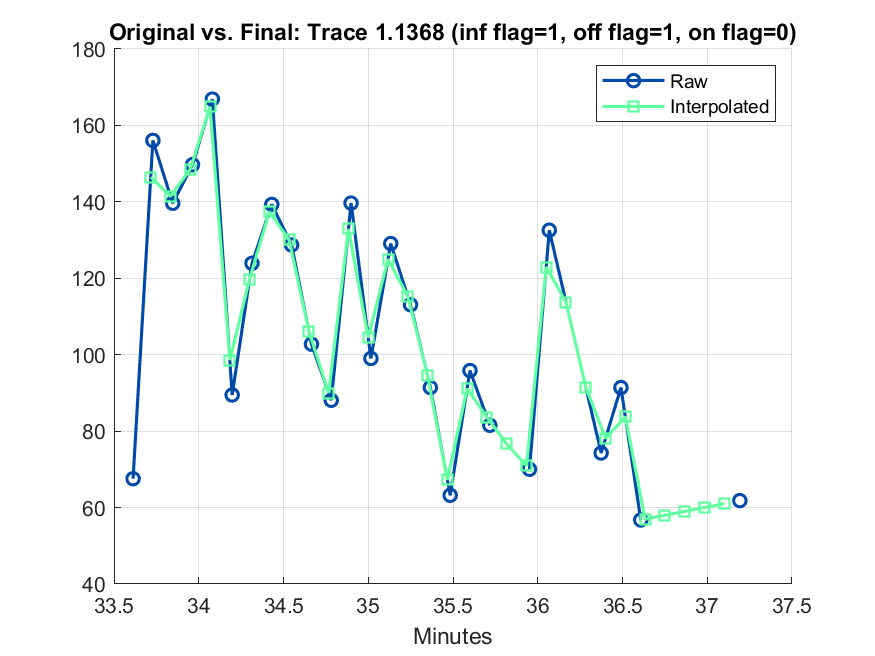 Original vs. Final: Trace 1.1368 (inf flag=1, off flag=1, on flag=0)
180
160
140
120
100
80
60
40
Raw
Interpolated
33.5 34 34.5 35 35.5 36 36.5 37 37.5
Minutes